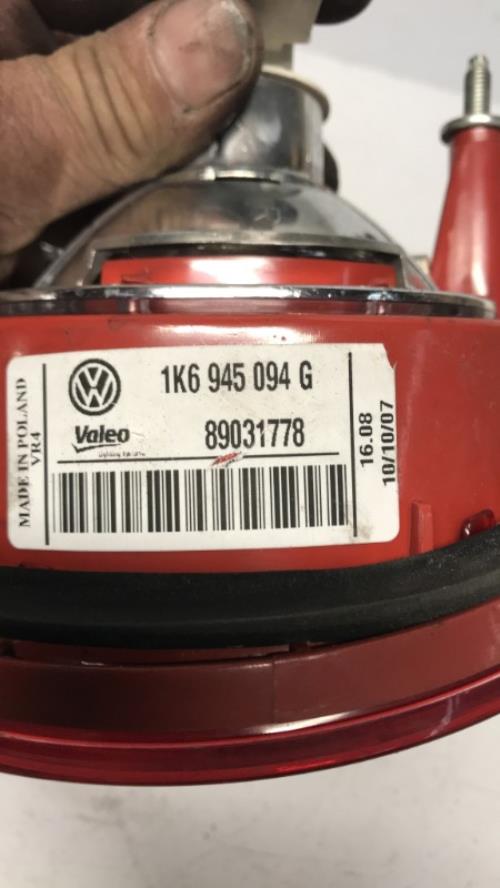 1K6 945 094 G
Valeo
89031778
MADE IN POLAND
VR4
16.08
10/10/07